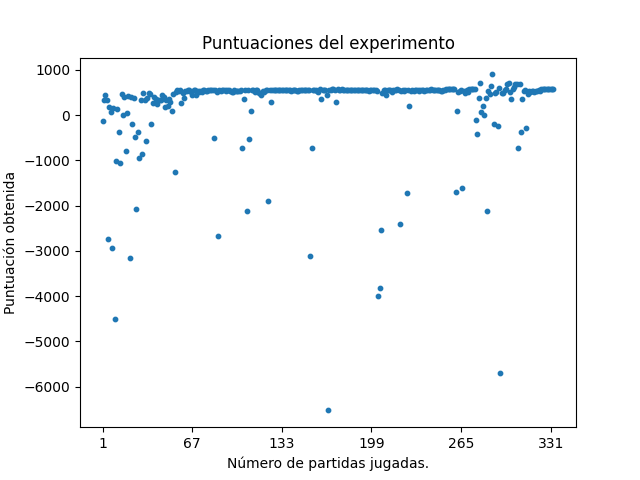 Puntuaciones del experimento
Puntuación obtenida
1000
0
−1000
−2000
−3000
−4000
−5000
−6000
1 67 133 199 265 331
Número de partidas jugadas.